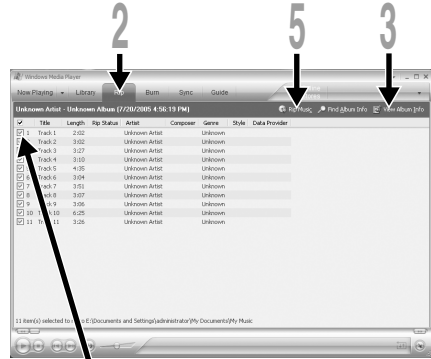 2
5
3
Windows Media Player
Now Playing Library Rip Burn Sync Guide
Unknown Artist - Unknown Album (7/20/2005 4:56:19 PM) Rip Music Find Album Info View Album Info
Title Length Rip Status Artist Composer Genre Style Data Provider
1 Track 1 2:02 Unknown Artist Unknown
Track 2 3:02 Unknown Artist Unknown
Track 3 3:27 Unknown Artist Unknown
Track 4 3:10 Unknown Artist Unknown
Track 5 4:35 Unknown Artist Unknown
6 Track 6 3:04 Unknown Artist Unknown
7 Track 7 3:51 Unknown Artist Unknown
8 Track 8 3:07 Unknown Artist Unknown
9 Track 9 3:06 Unknown Artist Unknown
10 Track 10 6:25 Unknown Artist Unknown
11 Track 11 3:26 Unknown Artist Unknown
11 item(s) selected to E:\Documents and Settings\administrator\My Documents\My Music